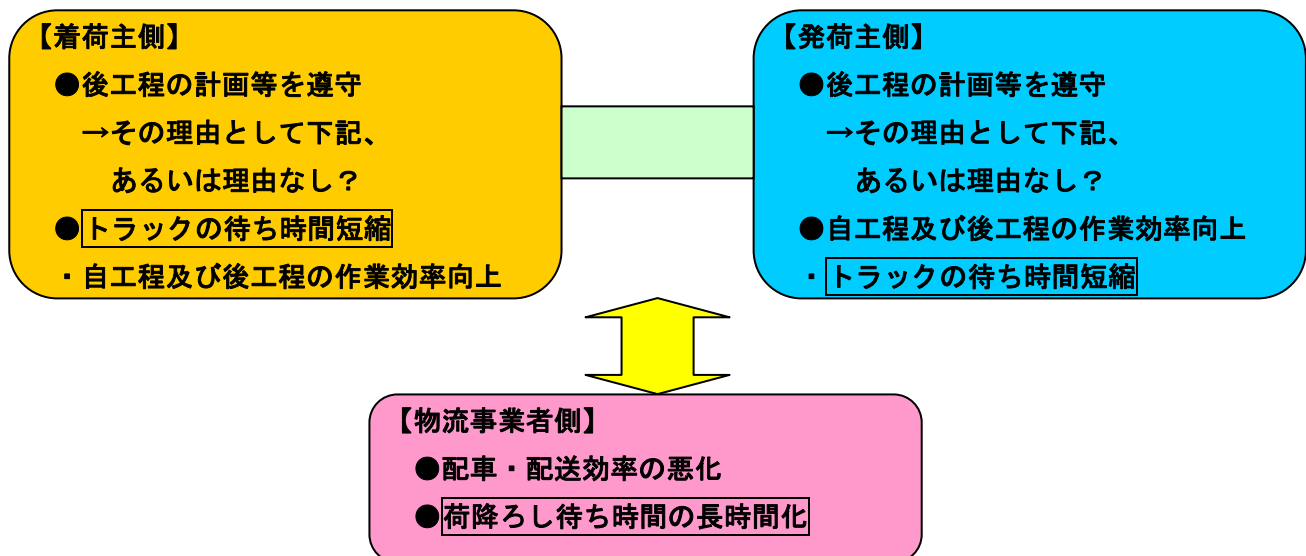 【着荷主側】
●後工程の計画等を遵守
→その理由として下記、
あるいは理由なし？
●トラックの待ち時間短縮
・自工程及び後工程の作業効率向上
【発荷主側】
●後工程の計画等を遵守
→その理由として下記、
あるいは理由なし？
●自工程及び後工程の作業効率向上
・トラックの待ち時間短縮
【物流事業者側】
●配車・配送効率の悪化
●荷降ろし待ち時間の長時間化